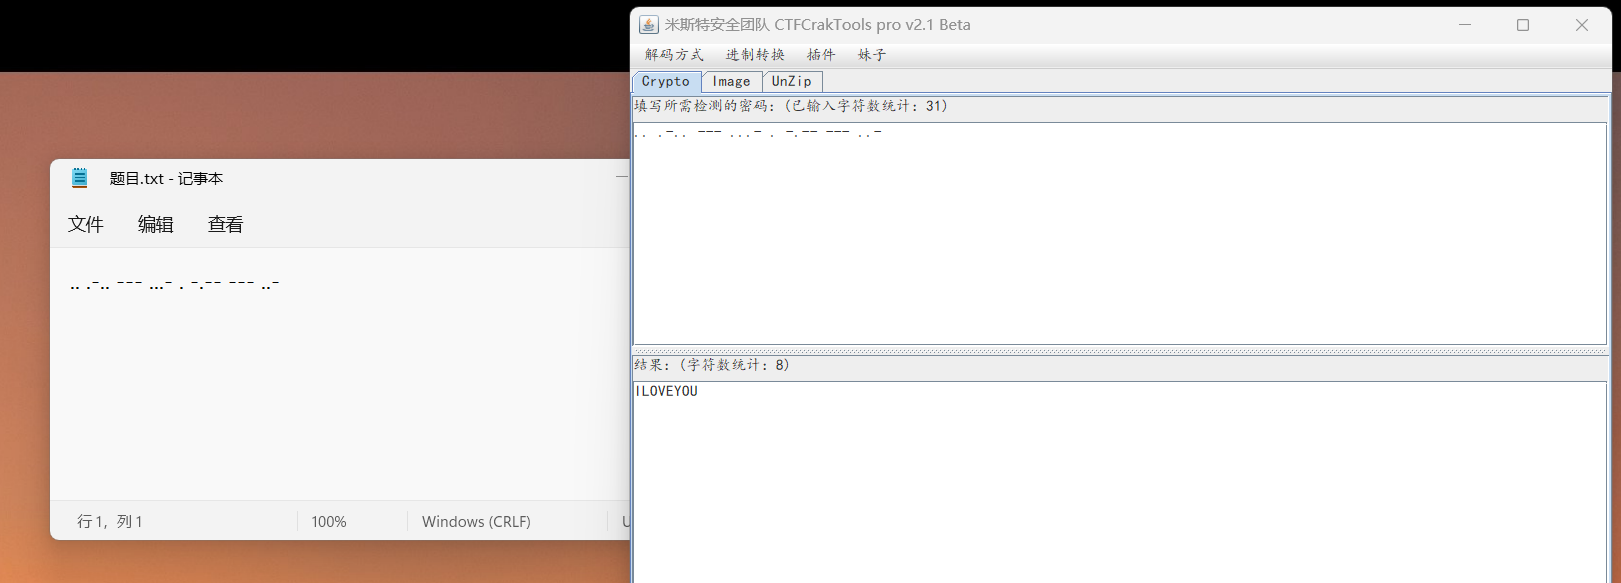 米斯特安全团队 CTFCrakTools pro v2.1 Beta
解码方式 进制转换 插件 妹子
Crypto Image UnZip
填写所需检测的密码：(已输入字符数统计：31)
.. .-.. --- ...- . -.-- --- ..-
结果：(字符数统计：8)
ILOVEYOU
题目.txt - 记事本
文件 编辑 查看
.. .-.. --- ...- . -.-- --- ..-
行 1，列 1 100% Windows (CRLF) U